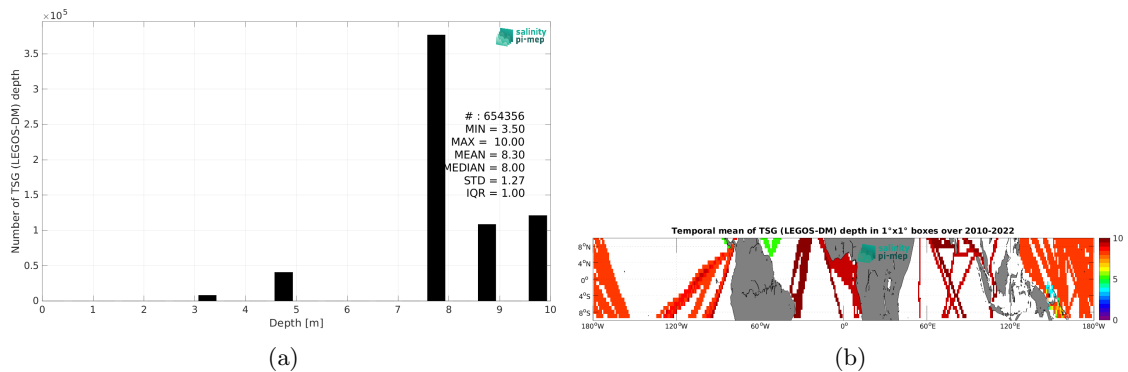 ×10⁵
salinity
pi-mep
3.5
3
2.5
2
1.5
1
0.5
0
Number of TSG (LEGOS-DM) depth
# : 654356
MIN = 3.50
MAX = 10.00
MEAN = 8.30
MEDIAN = 8.00
STD = 1.27
IQR = 1.00
0 1 2 3 4 5 6 7 8 9 10
Depth [m]
(a)
Temporal mean of TSG (LEGOS-DM) depth in 1°x1° boxes over 2010-2022
salinity
pi-mep
8°N
4°N
0°
4°S
8°S
180°W 120°W 60°W 0° 60°E 120°E 180°W
10
5
0
(b)